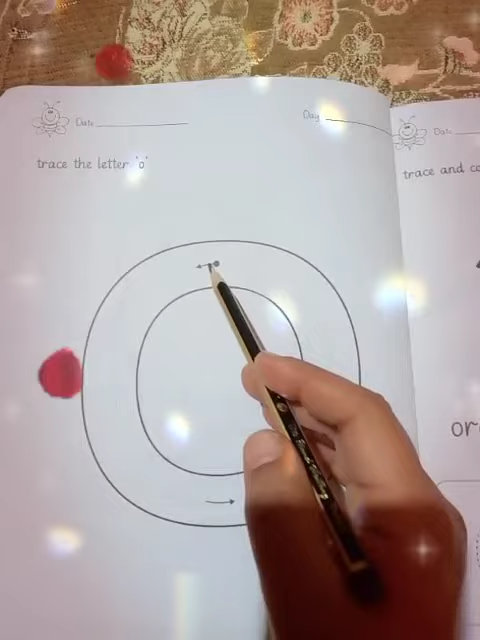 Date
Day
Date
trace the letter 'o'
trace and co
or